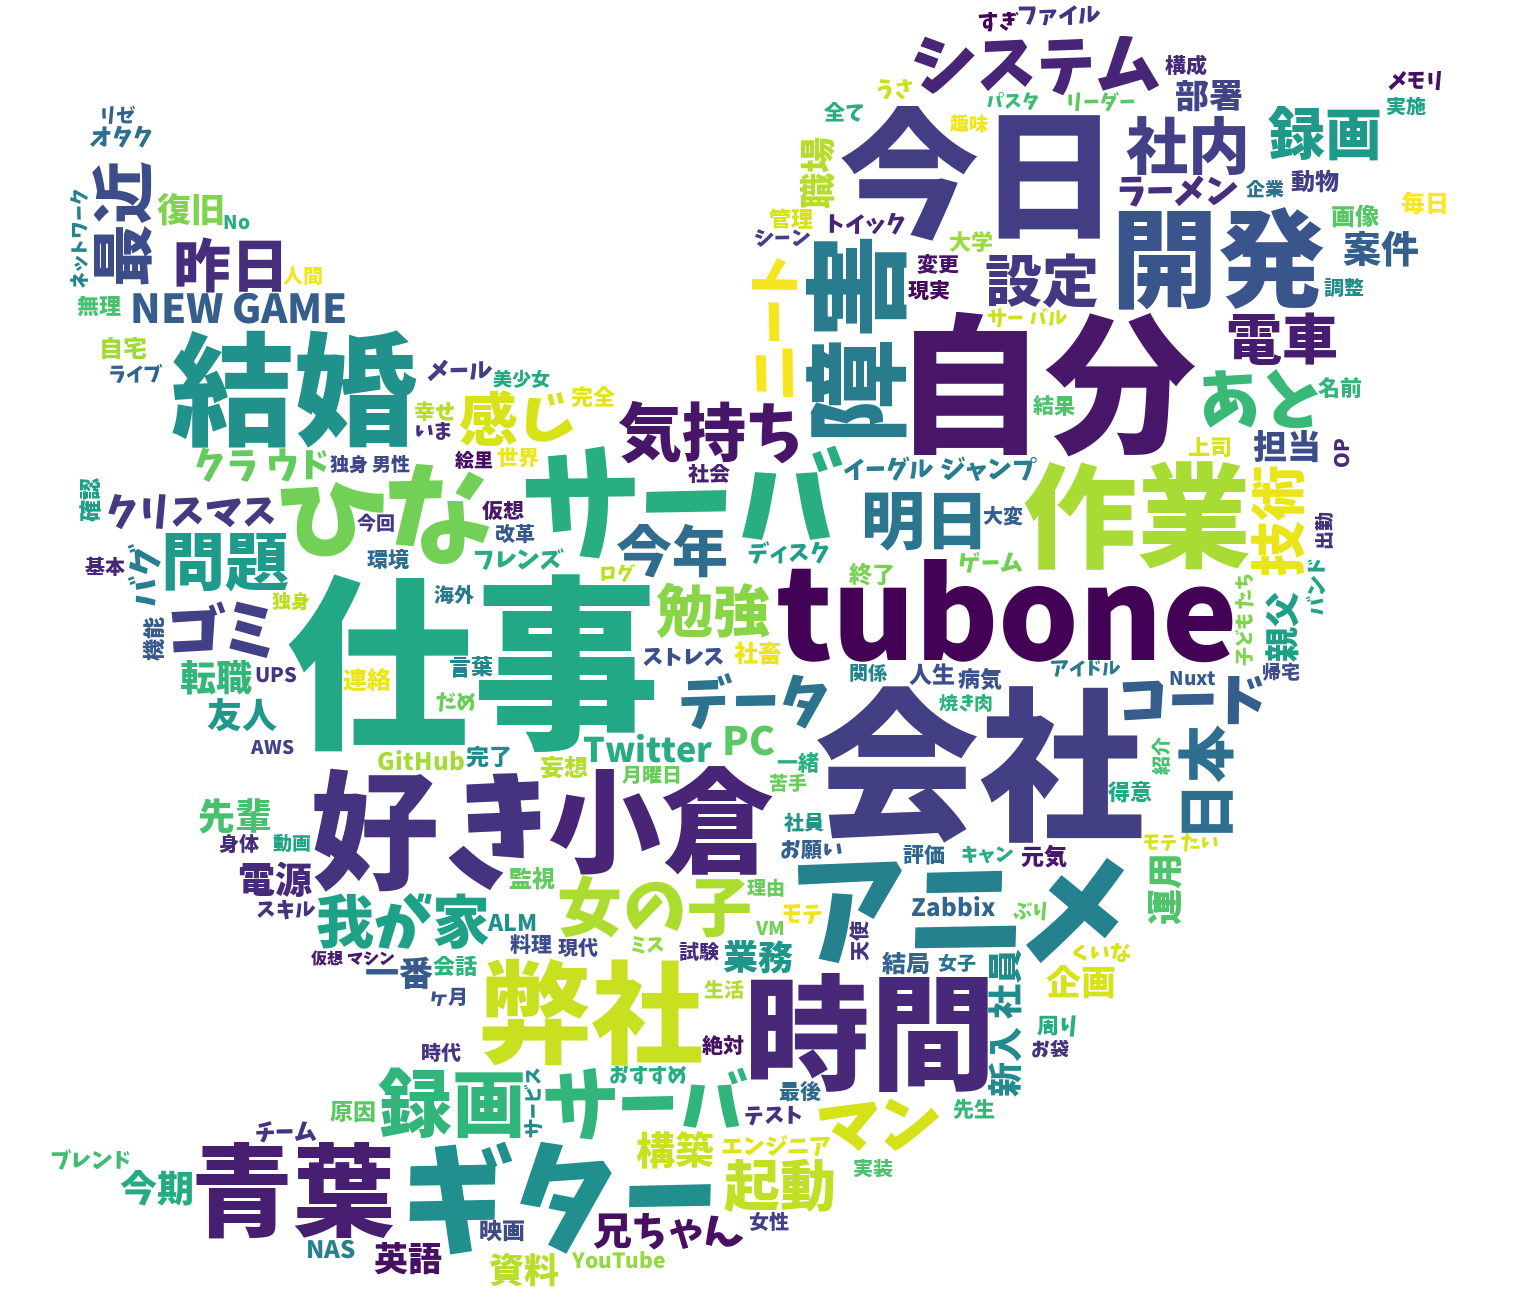 すぎ ファイル
システム 構成
リゼ オタク うさ パスタ リーダー 部署 メモリ
全て 趣味 今日 社内 録画 実施
最近 ネットワーク 復旧 No 職場 ラーメン 企業 動物 毎日
昨日 人間 管理 トイック シーン 大学 開発 画像 案件
無理 NEW GAME ニート 障害 変更 現実 設定 調整
自宅 ライブ 結婚 メール 美少女 サーバル 自分 電車
幸せ いま 感じ 完全 気持ち 結果 あと 名前
クラウド 独身男性 絵里 世界 社会 イーグルジャンプ 上司 担当 OP
確認 クリスマス ひな 今回 仮想 改革 サーバ 明日 大変 作業 技術 出勤
基本 バグ 問題 環境 フレンズ 今年 ディスク
ログ 終了 ゲーム
機能 ゴミ 独身 仕事 海外 勉強 tubone 子どもたち 親父 バンド
転職 UPS 連絡 言葉 ストレス 社畜 関係 人生 病気 アイドル Nuxt 帰宅
友人 だめ データ 焼き肉 コード
AWS GitHub 完了 Twitter PC 一緒 会社 紹介 日本
妄想 月曜日 苦手 得意
先輩 身体 動画 好き 小倉 社員 お願い 評価 キャン 元気 モテたい
電源 スキル 監視 女の子 理由 アニメ 運用
我が家 ALM VM モテ Zabbix ぶり
仮想マシン 一番 会話 料理 現代 ミス 試験 業務 天使 結局 女子 くいな
ヶ月 弊社 生活 時間 新入社員 企画
時代 絶対 周り お袋
原因 録画 サービス サーバ おすすめ 最後 テスト マン 先生
ブレンド チーム 構築 エンジニア 実装
今期 青葉 ギター 起動
NAS 英語 映画 兄ちゃん 女性
資料 YouTube